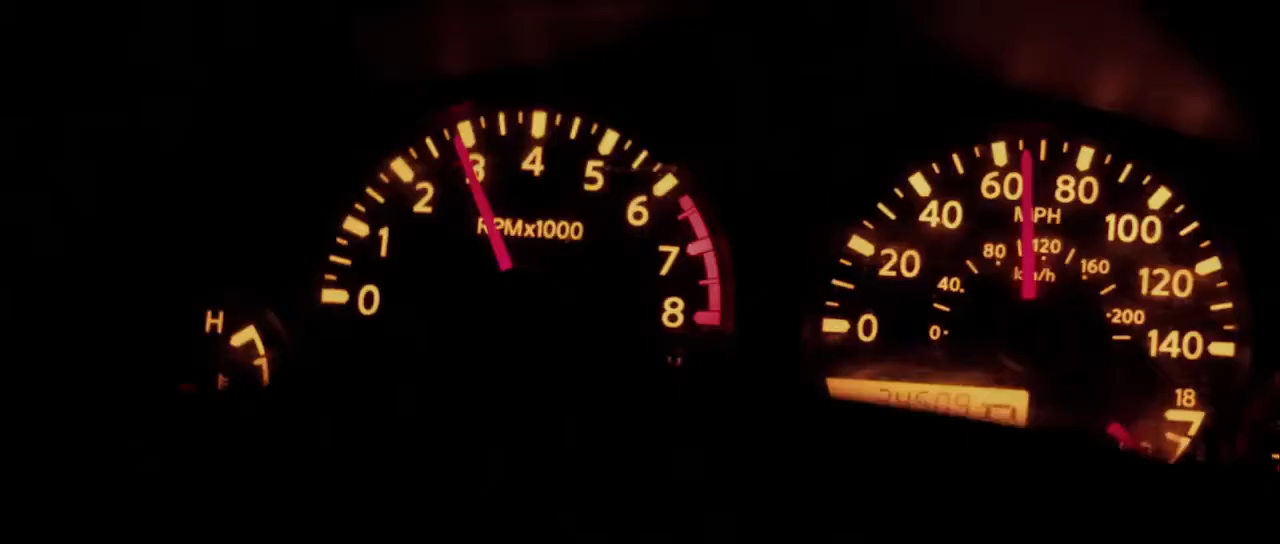 0 1 2 3 4 5 6 7 8
RPMx1000
H
0 20 40 60 80 100 120 140
MPH
0 40 80 120 160 200
km/h
18